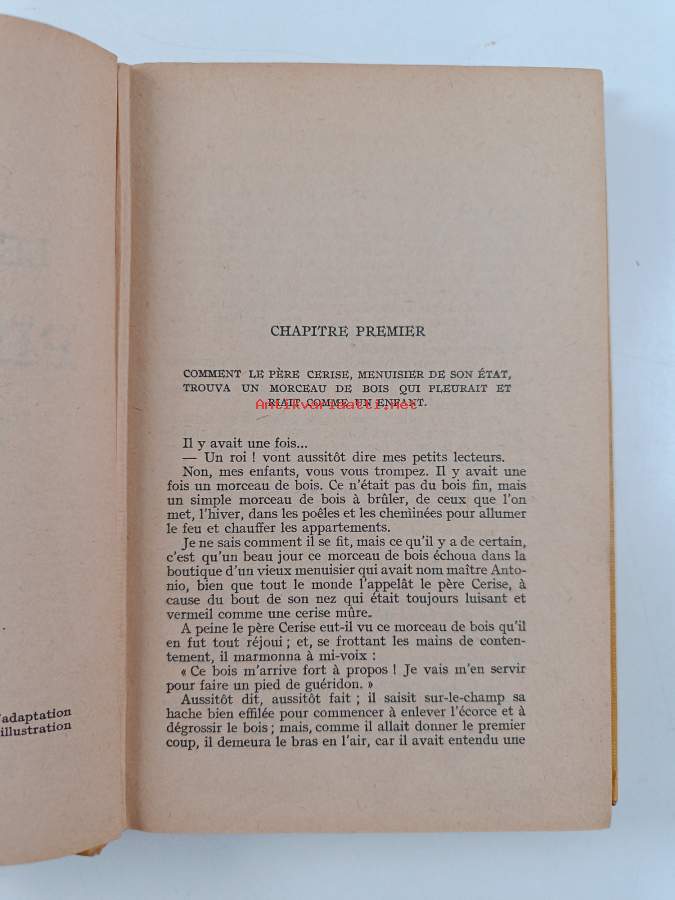 l'adaptation
illustration
CHAPITRE PREMIER
COMMENT LE PÈRE CERISE, MENUISIER DE SON ÉTAT,
TROUVA UN MORCEAU DE BOIS QUI PLEURAIT ET
RIAIT COMME UN ENFANT.
Antikvariaatti.net
Il y avait une fois...
— Un roi ! vont aussitôt dire mes petits lecteurs.
Non, mes enfants, vous vous trompez. Il y avait une
fois un morceau de bois. Ce n'était pas du bois fin, mais
un simple morceau de bois à brûler, de ceux que l'on
met, l'hiver, dans les poêles et les cheminées pour allumer
le feu et chauffer les appartements.
Je ne sais comment il se fit, mais ce qu'il y a de certain,
c'est qu'un beau jour ce morceau de bois échoua dans la
boutique d'un vieux menuisier qui avait nom maître Anto-
nio, bien que tout le monde l'appelât le père Cerise, à
cause du bout de son nez qui était toujours luisant et
vermeil comme une cerise mûre.
A peine le père Cerise eut-il vu ce morceau de bois qu'il
en fut tout réjoui ; et, se frottant les mains de conten-
tement, il marmonna à mi-voix :
« Ce bois m'arrive fort à propos ! Je vais m'en servir
pour faire un pied de guéridon. »
Aussitôt dit, aussitôt fait ; il saisit sur-le-champ sa
hache bien effilée pour commencer à enlever l'écorce et à
dégrossir le bois ; mais, comme il allait donner le premier
coup, il demeura le bras en l'air, car il avait entendu une